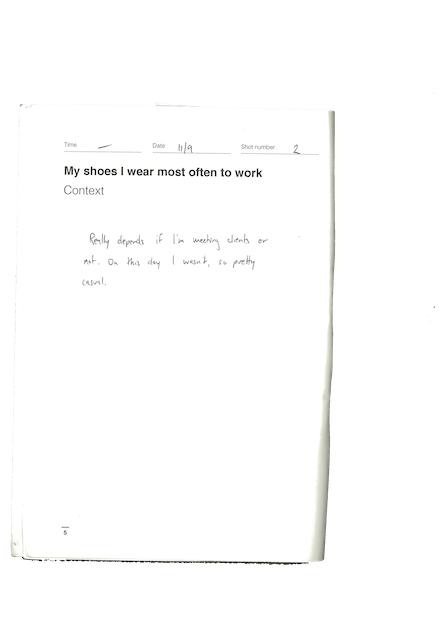 Time — Date 11/9 Shot number 2
My shoes I wear most often to work
Context
Really depends if I'm meeting clients or
not. On this day I wasn't, so pretty
casual.
5